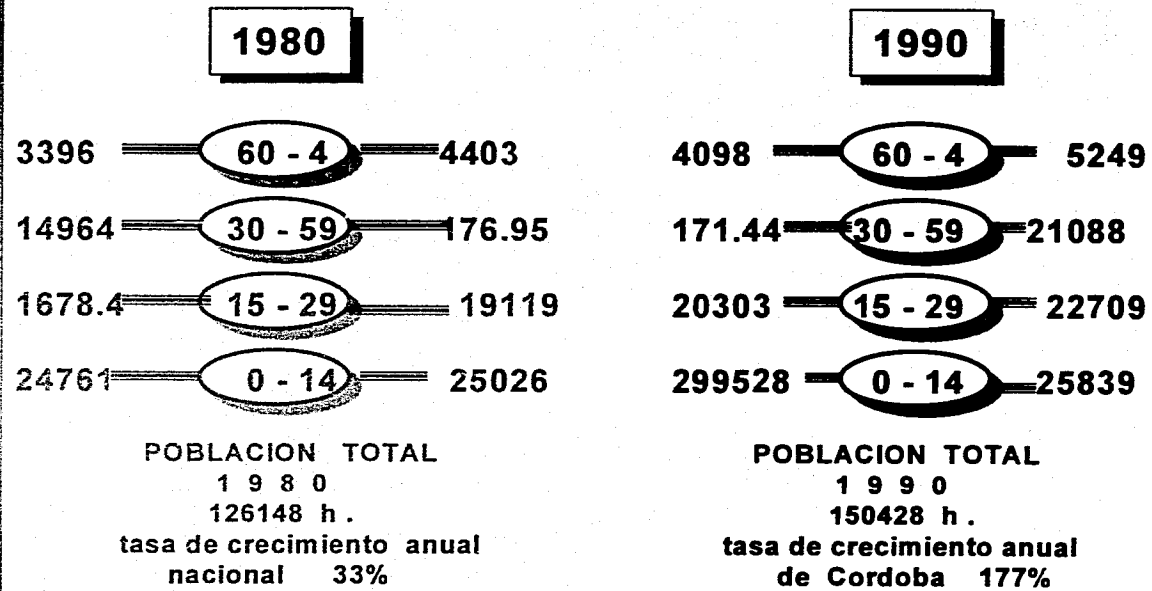 1980
3396 60 - 4 4403
14964 30 - 59 176.95
1678.4 15 - 29 19119
24761 0 - 14 25026
POBLACION TOTAL
1 9 8 0
126148 h .
tasa de crecimiento anual
nacional 33%
1990
4098 60 - 4 5249
171.44 30 - 59 21088
20303 15 - 29 22709
299528 0 - 14 25839
POBLACION TOTAL
1 9 9 0
150428 h .
tasa de crecimiento anual
de Cordoba 177%